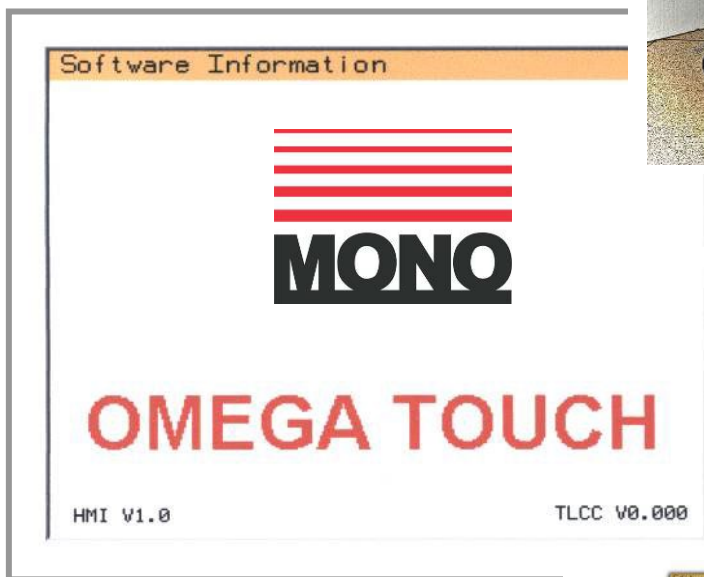 Software Information
MONO
OMEGA TOUCH
HMI V1.0
TLCC V0.000